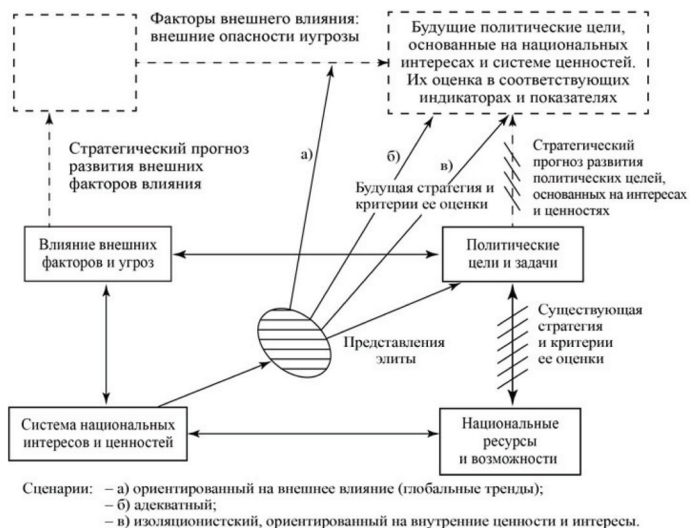 Факторы внешнего влияния:
внешние опасности иугрозы
Будущие политические цели,
основанные на национальных
интересах и системе ценностей.
Их оценка в соответствующих
индикаторах и показателях
Стратегический прогноз
развития внешних
факторов влияния
а)
б)
в)
Будущая стратегия и
критерии ее оценки
Стратегический
прогноз развития
политических целей,
основанных на интересах
и ценностях
Влияние внешних
факторов и угроз
Политические
цели и задачи
Представления
элиты
Существующая
стратегия
и критерии
ее оценки
Система национальных
интересов и ценностей
Национальные
ресурсы
и возможности
Сценарии: – а) ориентированный на внешнее влияние (глобальные тренды);
– б) адекватный;
– в) изоляционистский, ориентированный на внутренние ценности и интересы.